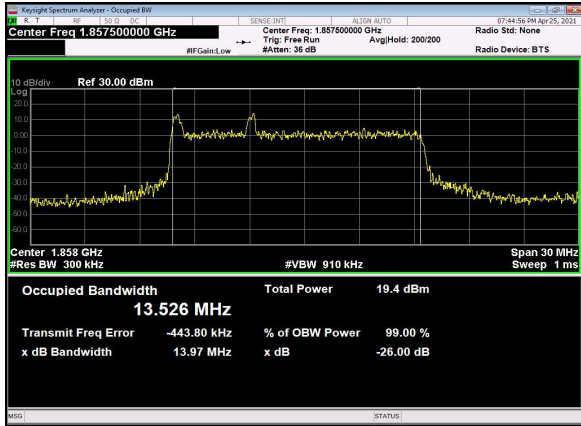 Keysight Spectrum Analyzer - Occupied BW
LXI R T RF 50 Ω DC SENSE:INT ALIGN AUTO 07:44:56 PM Apr 25, 2021
Center Freq 1.857500000 GHz Center Freq: 1.857500000 GHz Radio Std: None
Trig: Free Run Avg|Hold: 200/200
#IFGain:Low #Atten: 36 dB Radio Device: BTS
10 dB/div Ref 30.00 dBm
Log
20.0
10.0
0.00
-10.0
-20.0
-30.0
-40.0
-50.0
-60.0
Center 1.858 GHz Span 30 MHz
#Res BW 300 kHz #VBW 910 kHz Sweep 1 ms
Occupied Bandwidth Total Power 19.4 dBm
13.526 MHz
Transmit Freq Error -443.80 kHz % of OBW Power 99.00 %
x dB Bandwidth 13.97 MHz x dB -26.00 dB
MSG STATUS